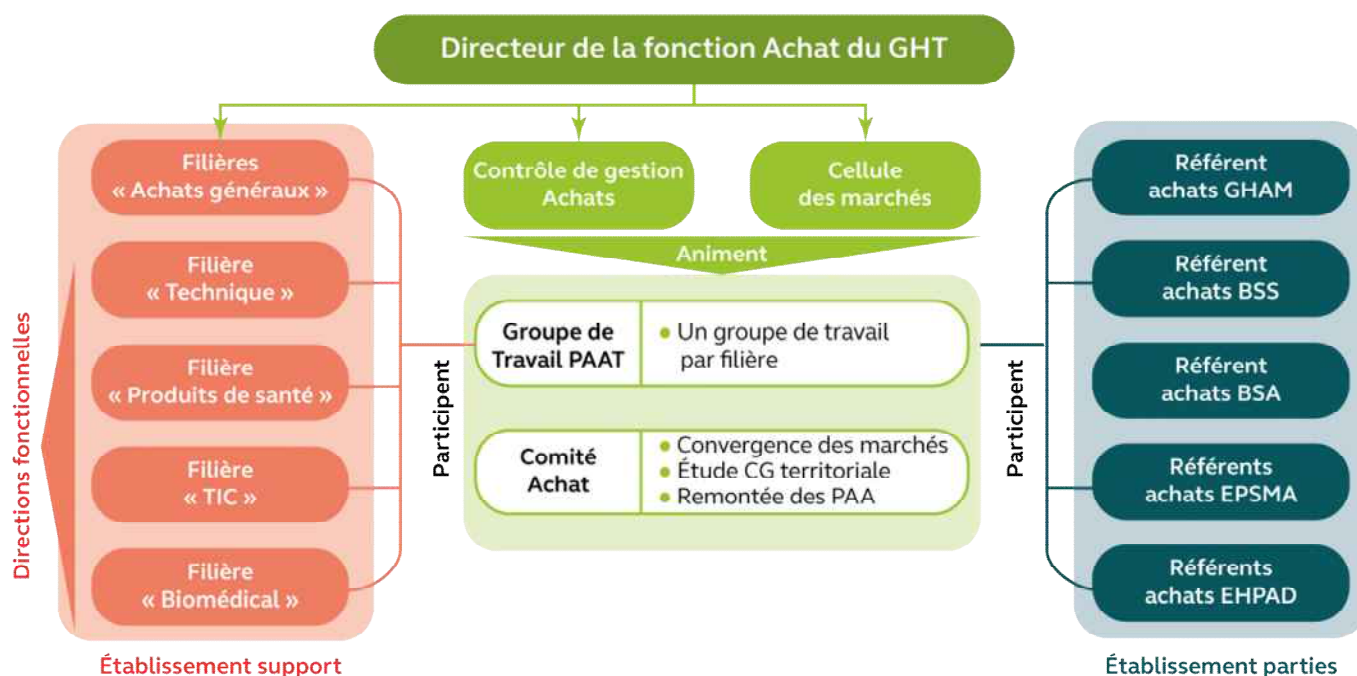 Directeur de la fonction Achat du GHT
Filières
« Achats généraux »
Filière
« Technique »
Filière
« Produits de santé »
Filière
« TIC »
Filière
« Biomédical »
Directions fonctionnelles
Établissement support
Participent
Contrôle de gestion
Achats
Cellule
des marchés
Animent
Groupe de
Travail PAAT
• Un groupe de travail
par filière
Comité
Achat
• Convergence des marchés
• Étude CG territoriale
• Remontée des PAA
Participent
Référent
achats GHAM
Référent
achats BSS
Référent
achats BSA
Référents
achats EPSMA
Référents
achats EHPAD
Établissement parties